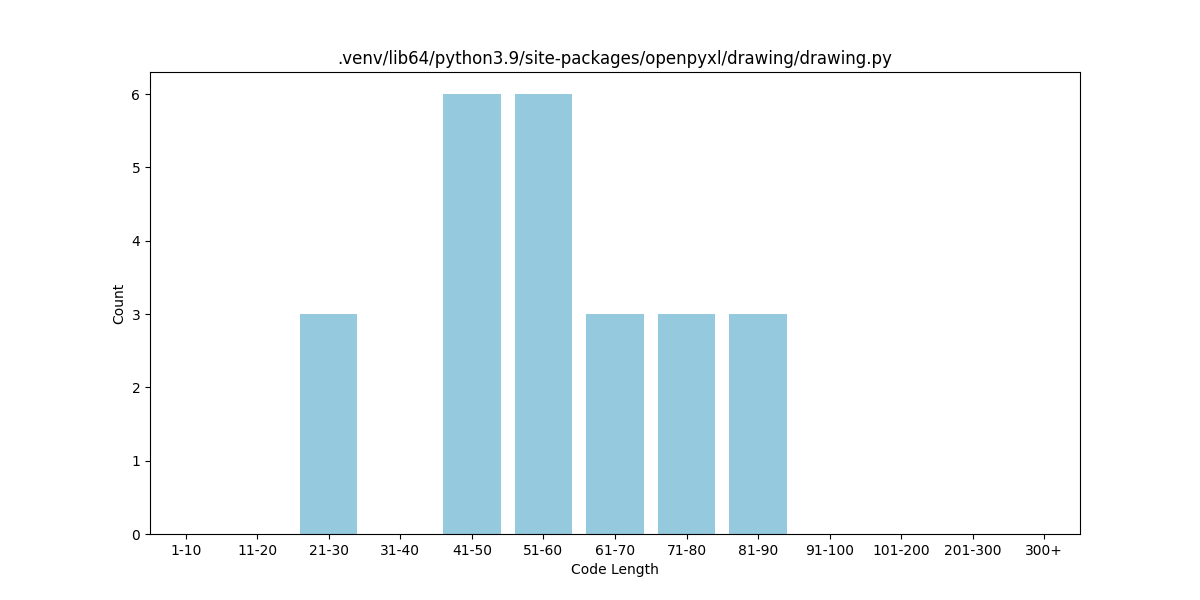 .venv/lib64/python3.9/site-packages/openpyxl/drawing/drawing.py
6
5
4
3
2
1
0
Count
1-10 11-20 21-30 31-40 41-50 51-60 61-70 71-80 81-90 91-100 101-200 201-300 300+
Code Length